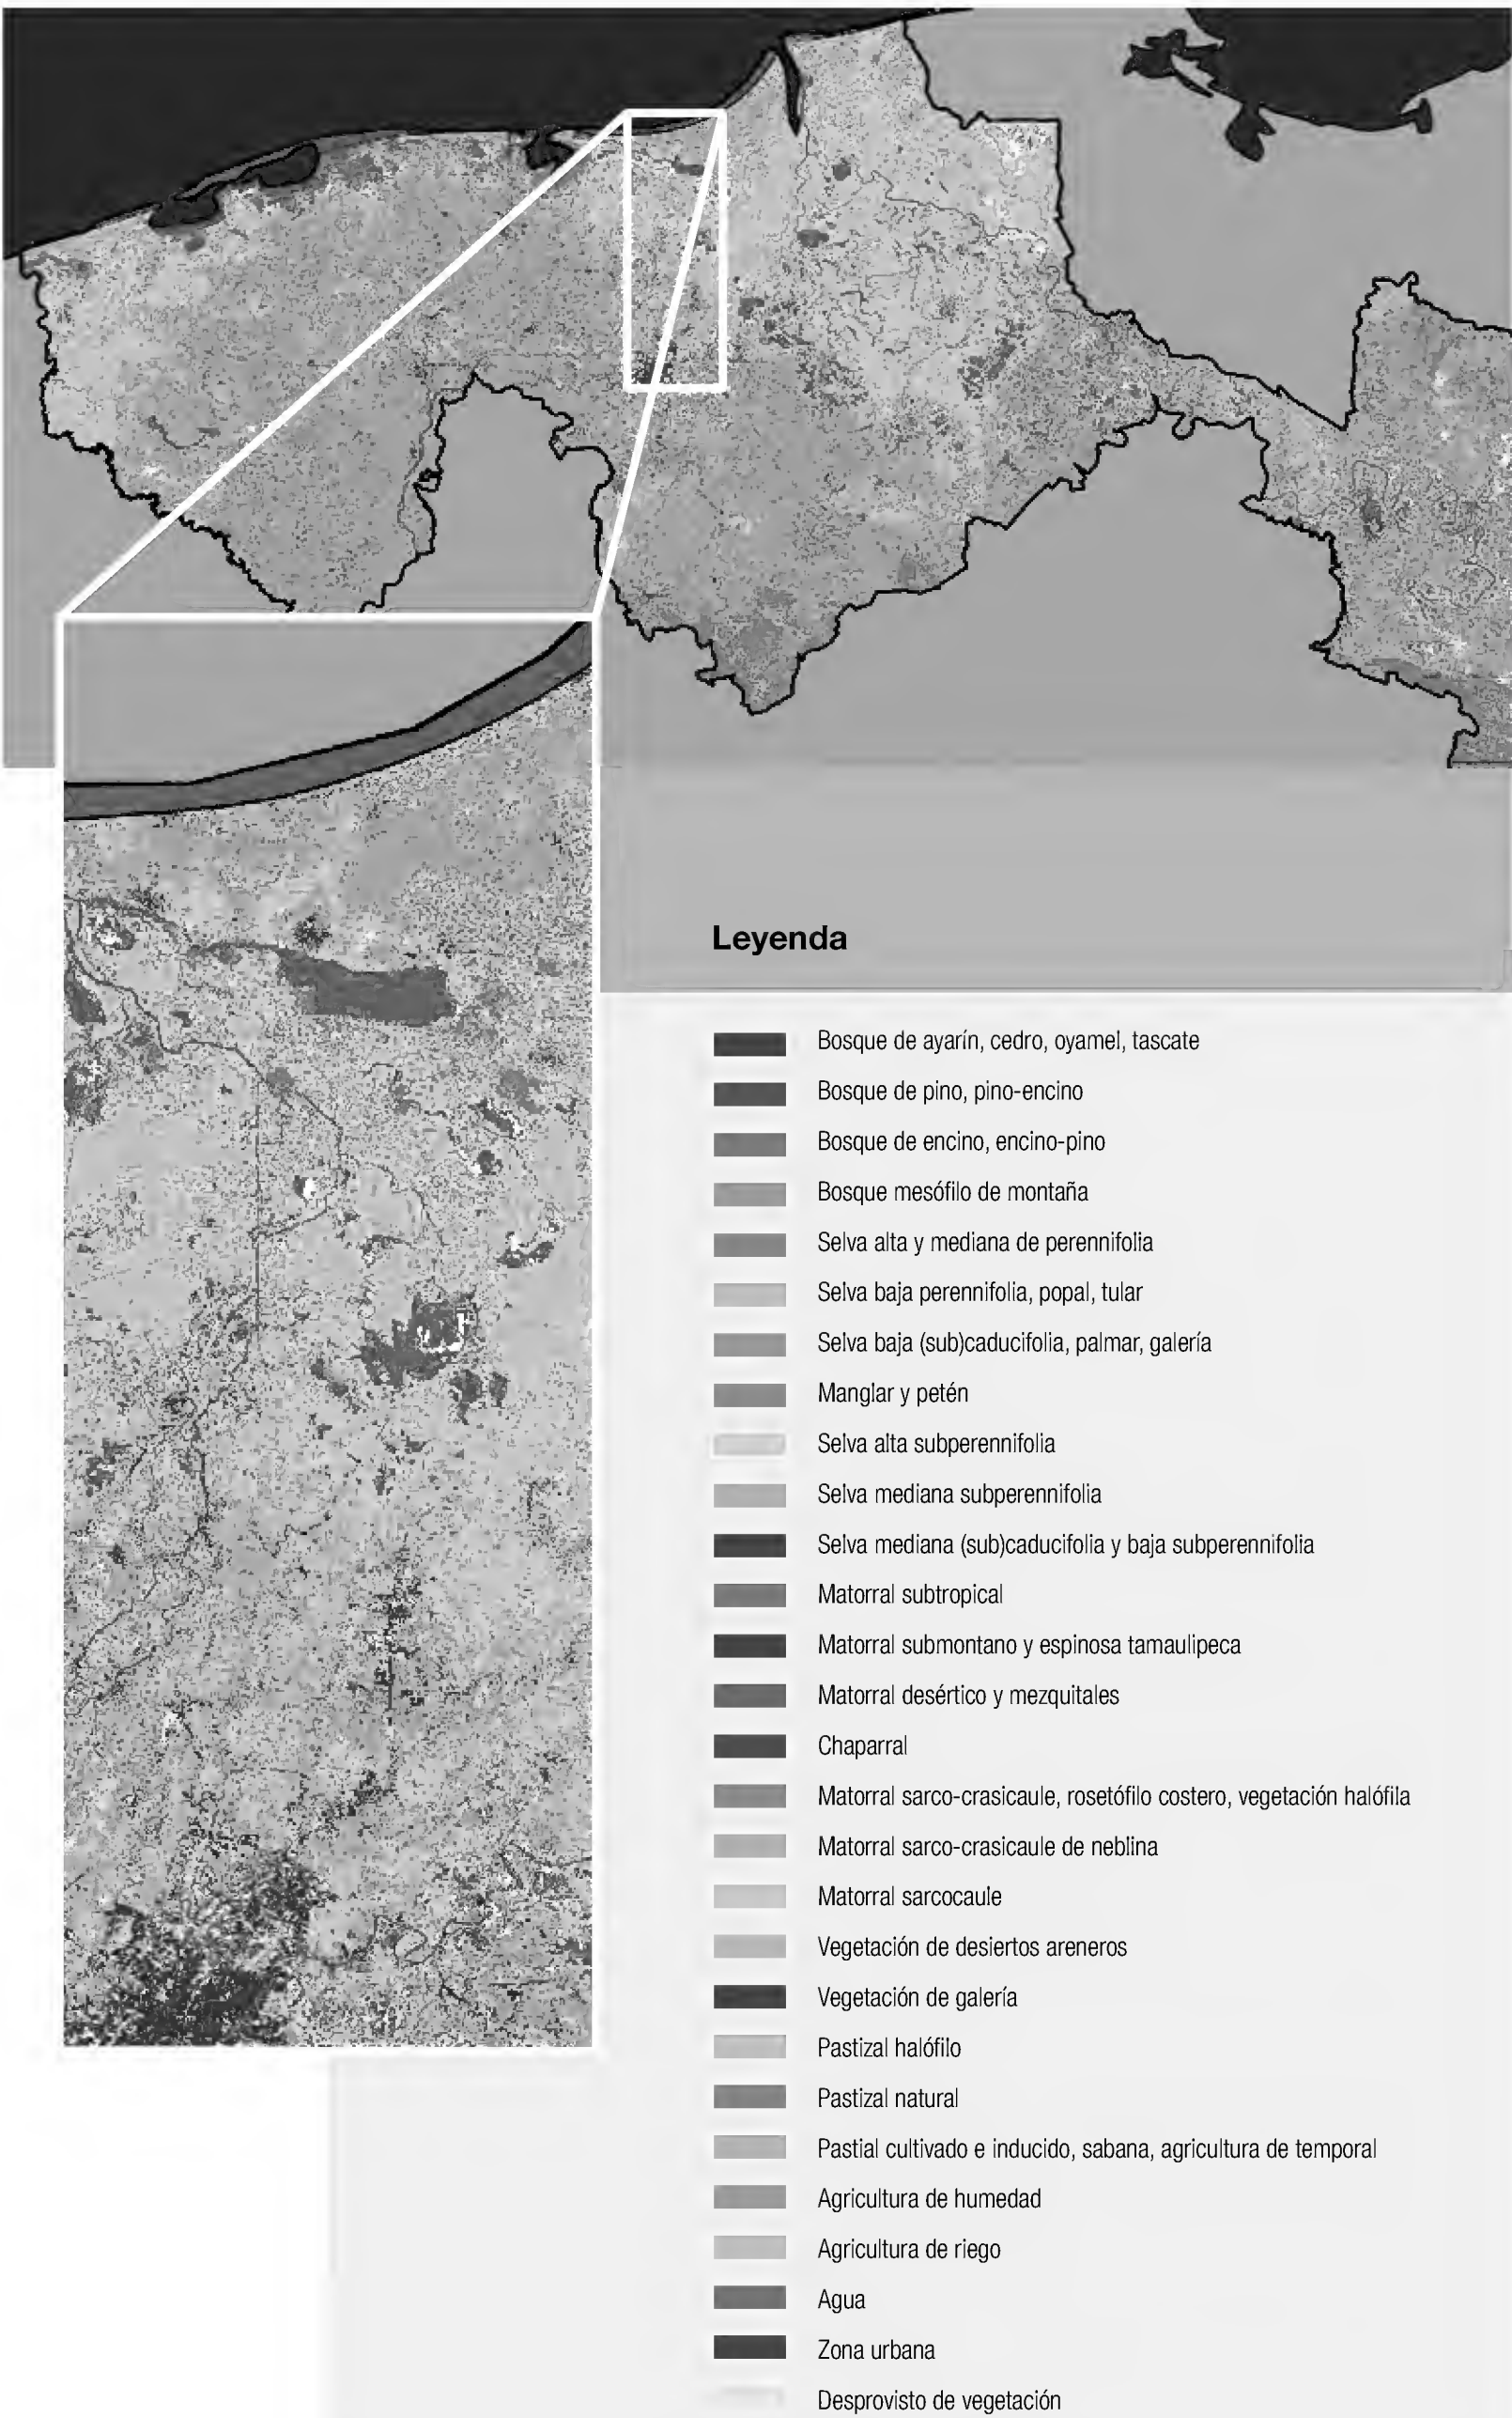 Leyenda
Bosque de ayarín, cedro, oyamel, tascate
Bosque de pino, pino-encino
Bosque de encino, encino-pino
Bosque mesófilo de montaña
Selva alta y mediana de perennifolia
Selva baja perennifolia, popal, tular
Selva baja (sub)caducifolia, palmar, galería
Manglar y petén
Selva alta subperennifolia
Selva mediana subperennifolia
Selva mediana (sub)caducifolia y baja subperennifolia
Matorral subtropical
Matorral submontano y espinosa tamaulipeca
Matorral desértico y mezquitales
Chaparral
Matorral sarco-crasicaule, rosetófilo costero, vegetación halófila
Matorral sarco-crasicaule de neblina
Matorral sarcocaule
Vegetación de desiertos areneros
Vegetación de galería
Pastizal halófilo
Pastizal natural
Pastial cultivado e inducido, sabana, agricultura de temporal
Agricultura de humedad
Agricultura de riego
Agua
Zona urbana
Desprovisto de vegetación